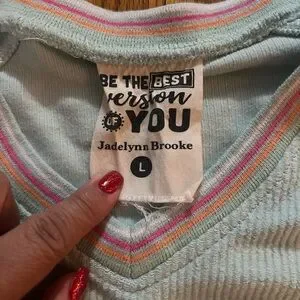 BE THE BEST
version
OF YOU
Jadelynn Brooke
L